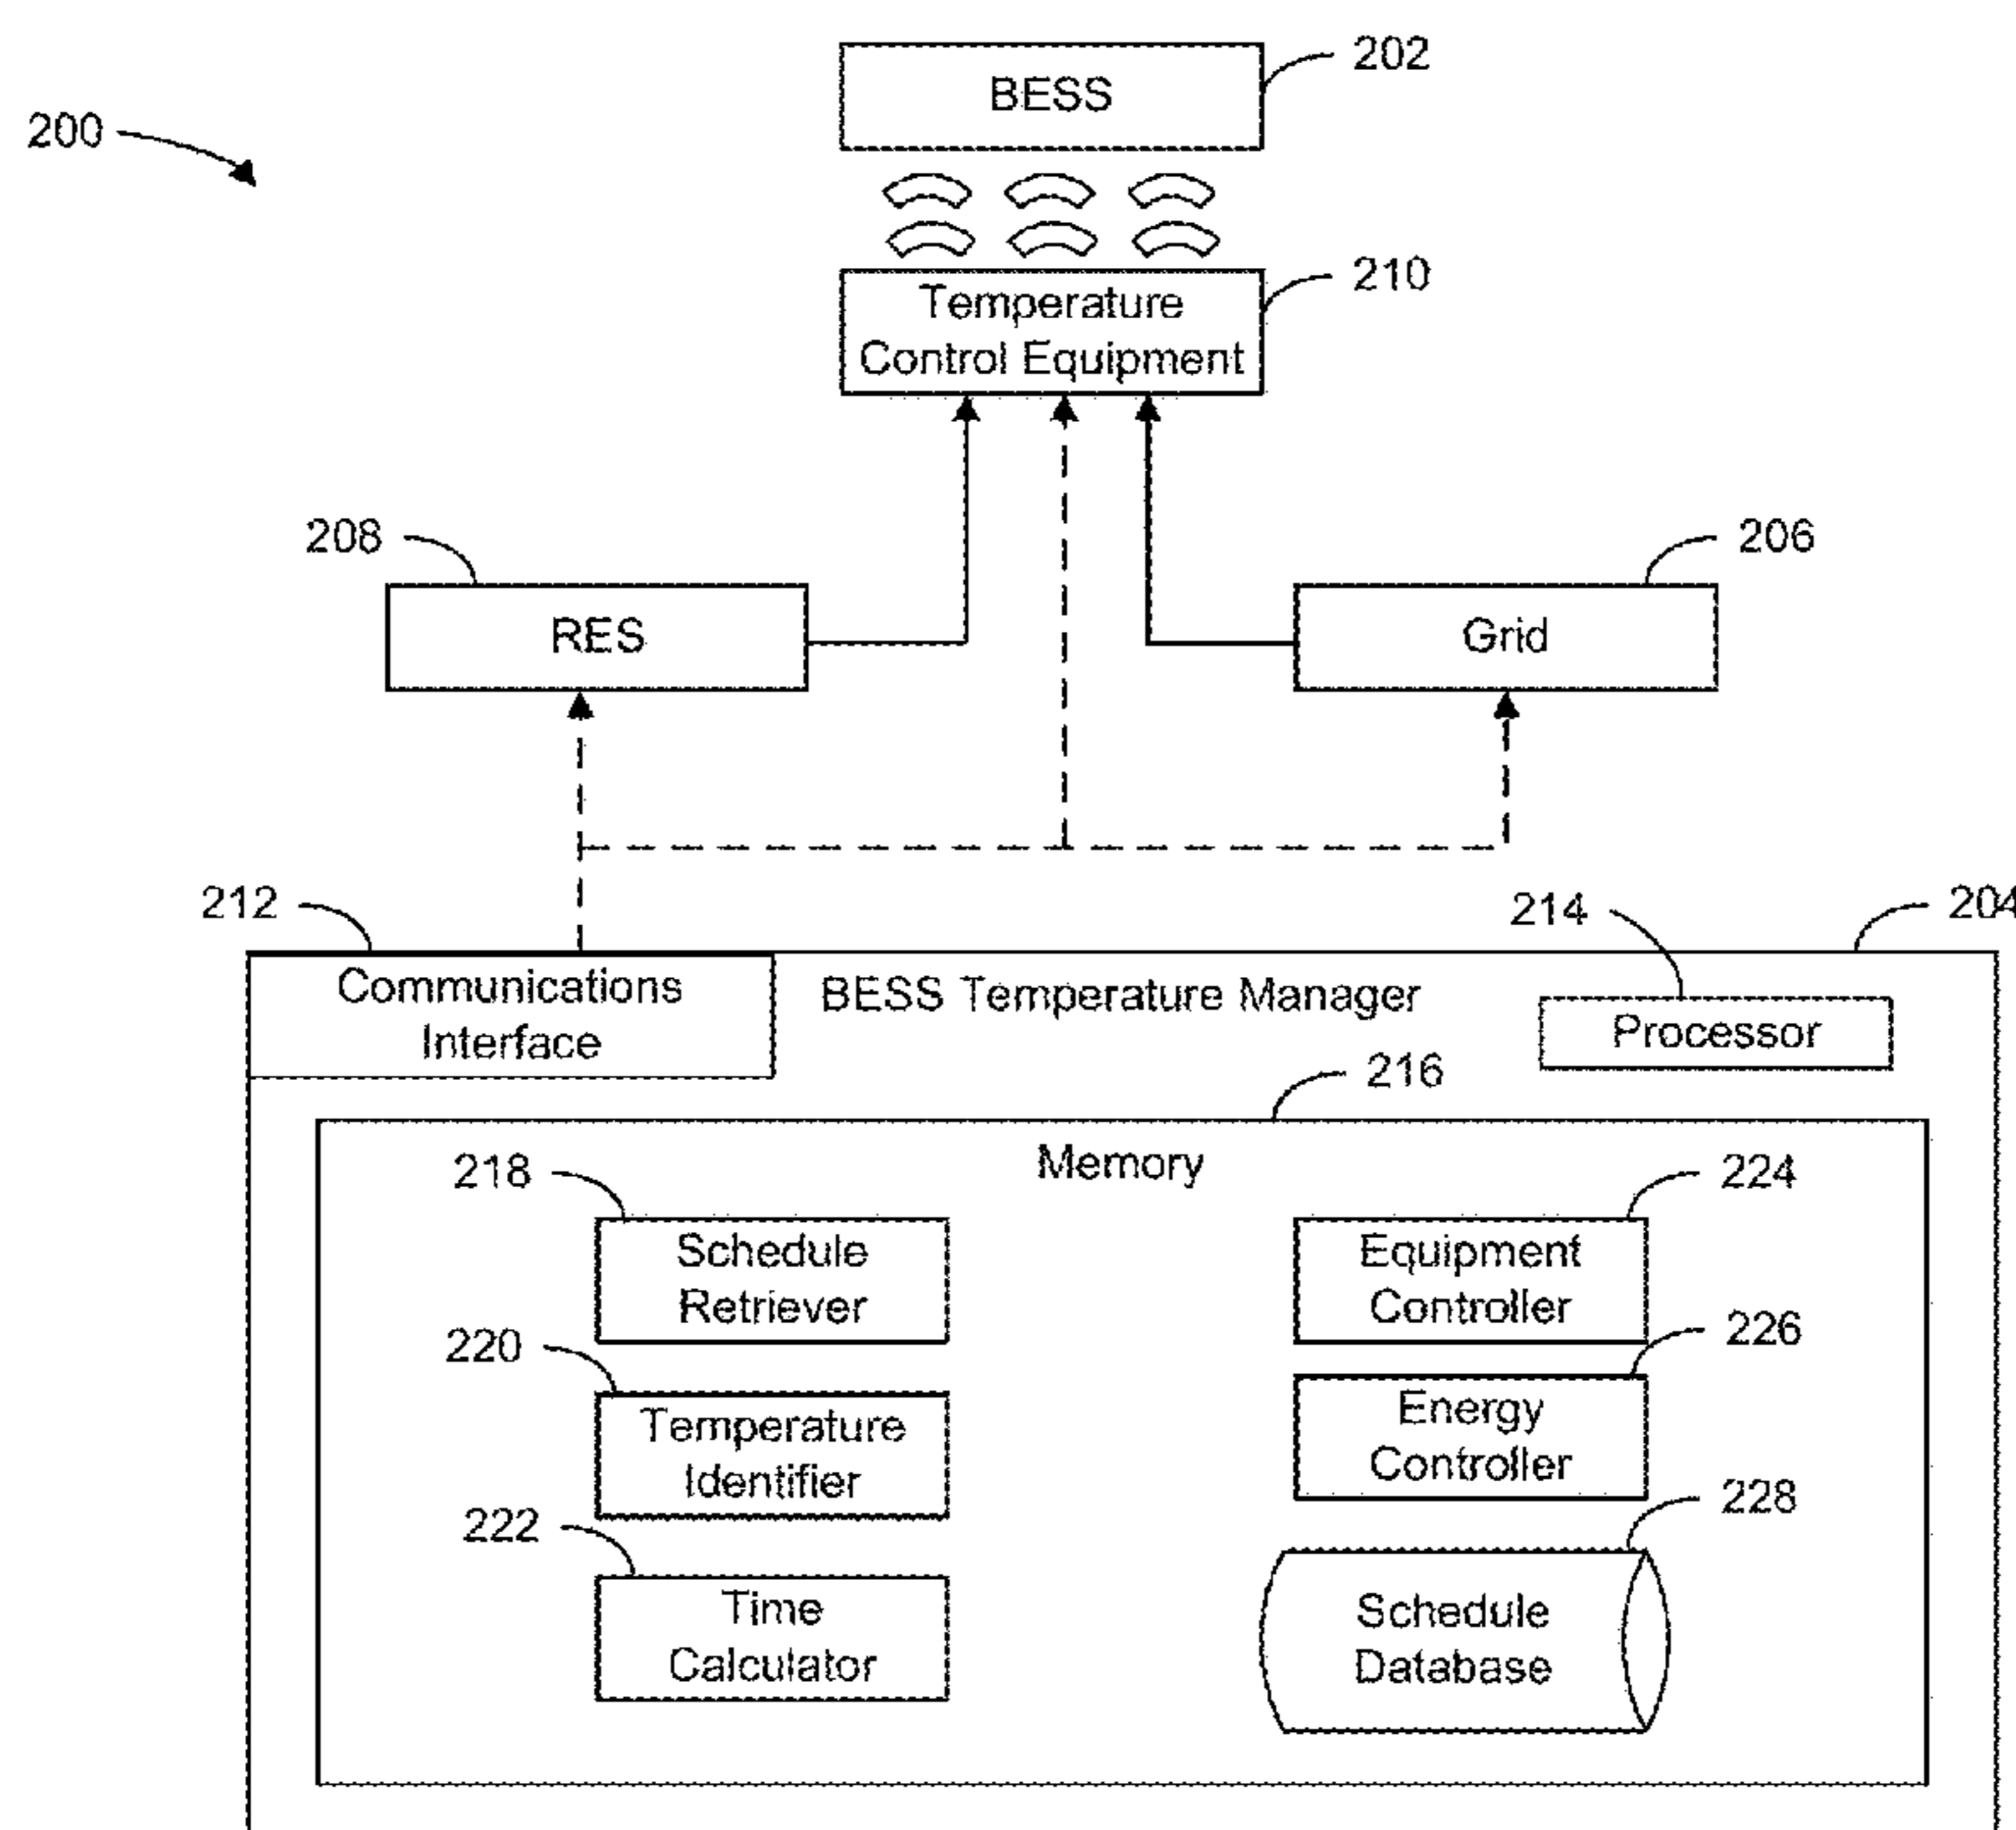 202
BESS
200
210
Temperature
Control Equipment
208
206
RES
Grid
212
214
204
Communications
Interface
BESS Temperature Manager
Processor
216
Memory
218
224
Schedule
Retriever
Equipment
Controller
220
226
Temperature
Identifier
Energy
Controller
222
228
Time
Calculator
Schedule
Database